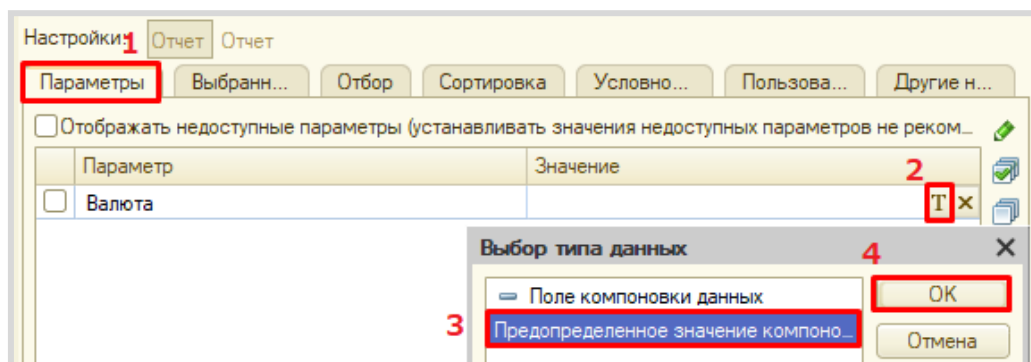 Настройки: 1 Отчет Отчет
Параметры Выбранн... Отбор Сортировка Условно... Пользова... Другие н...
Отображать недоступные параметры (устанавливать значения недоступных параметров не реком...
Параметр Значение 2
Валюта T ×
Выбор типа данных 4 ×
Поле компоновки данных OK
3 Предопределенное значение компоно... Отмена